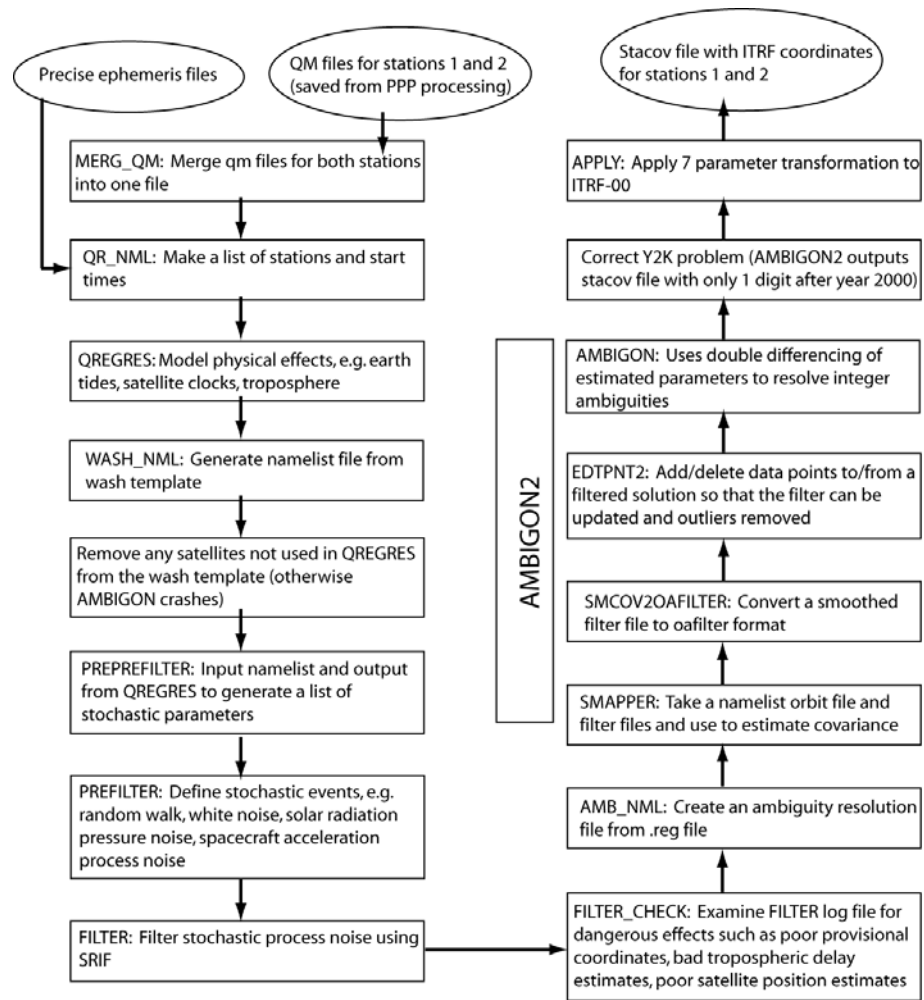 Precise ephemeris files
QM files for stations 1 and 2
(saved from PPP processing)
MERG_QM: Merge qm files for both stations
into one file
QR_NML: Make a list of stations and start
times
QREGRES: Model physical effects, e.g. earth
tides, satellite clocks, troposphere
WASH_NML: Generate namelist file from
wash template
Remove any satellites not used in QREGRES
from the wash template (otherwise
AMBIGON crashes)
PREPREFILTER: Input namelist and output
from QREGRES to generate a list of
stochastic parameters
PREFILTER: Define stochastic events, e.g.
random walk, white noise, solar radiation
pressure noise, spacecraft acceleration
process noise
FILTER: Filter stochastic process noise using
SRIF
Stacov file with ITRF coordinates
for stations 1 and 2
APPLY: Apply 7 parameter transformation to
ITRF-00
Correct Y2K problem (AMBIGON2 outputs
stacov file with only 1 digit after year 2000)
AMBIGON: Uses double differencing of
estimated parameters to resolve integer
ambiguities
EDTPNT2: Add/delete data points to/from a
filtered solution so that the filter can be
updated and outliers removed
SMCOV2OAFILTER: Convert a smoothed
filter file to oafilter format
SMAPPER: Take a namelist orbit file and
filter files and use to estimate covariance
AMB_NML: Create an ambiguity resolution
file from .reg file
FILTER_CHECK: Examine FILTER log file for
dangerous effects such as poor provisional
coordinates, bad tropospheric delay
estimates, poor satellite position estimates
AMBIGON2